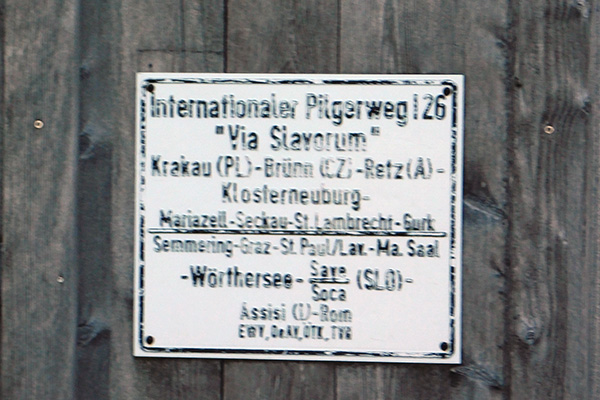 Internationaler Pilgerweg 126
"Via Slavorum"
Krakau (PL)-Brünn (CZ)-Retz (A)-
Klosterneuburg-
Mariazell-Seckau-St.Lambrecht-Gurk
Semmering-Graz-St.Paul/Lav.-Ma. Saal
-Wörthersee- Save (SLO)-
Soca
Assisi (I)-Rom